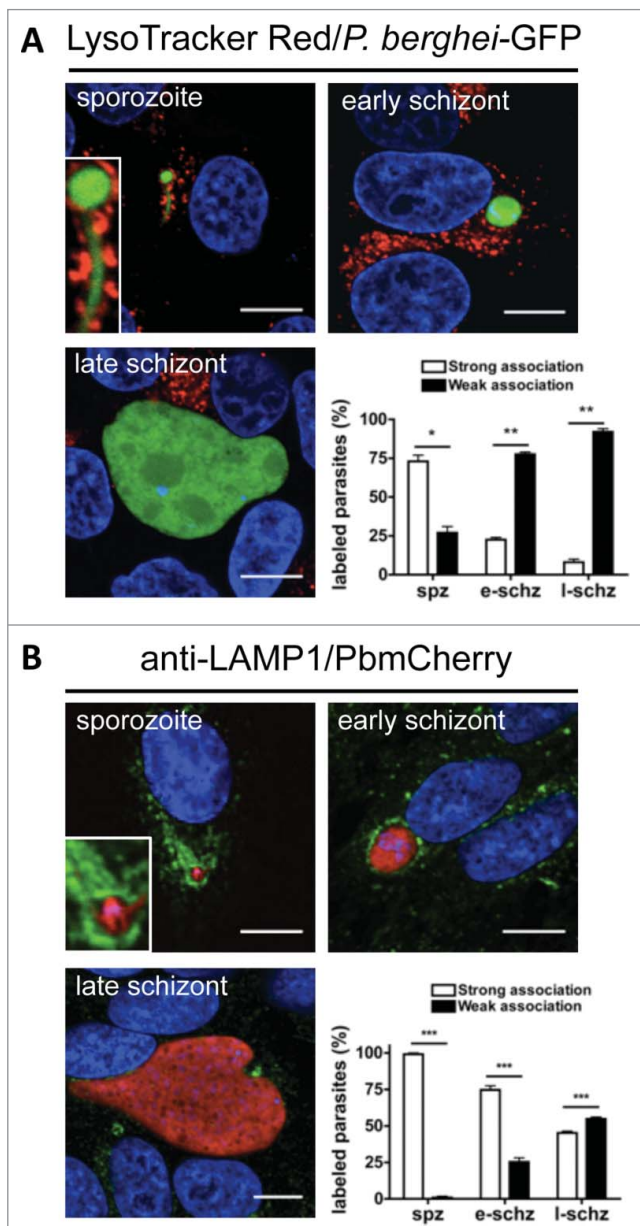 A LysoTracker Red/P. berghei-GFP
sporozoite
early schizont
late schizont
Strong association
Weak association
labeled parasites (%)
100
75
50
25
0
*
**
**
spz e-schz l-schz
B anti-LAMP1/PbmCherry
sporozoite
early schizont
late schizont
Strong association
Weak association
labeled parasites (%)
100
75
50
25
0
***
***
***
spz e-schz l-schz